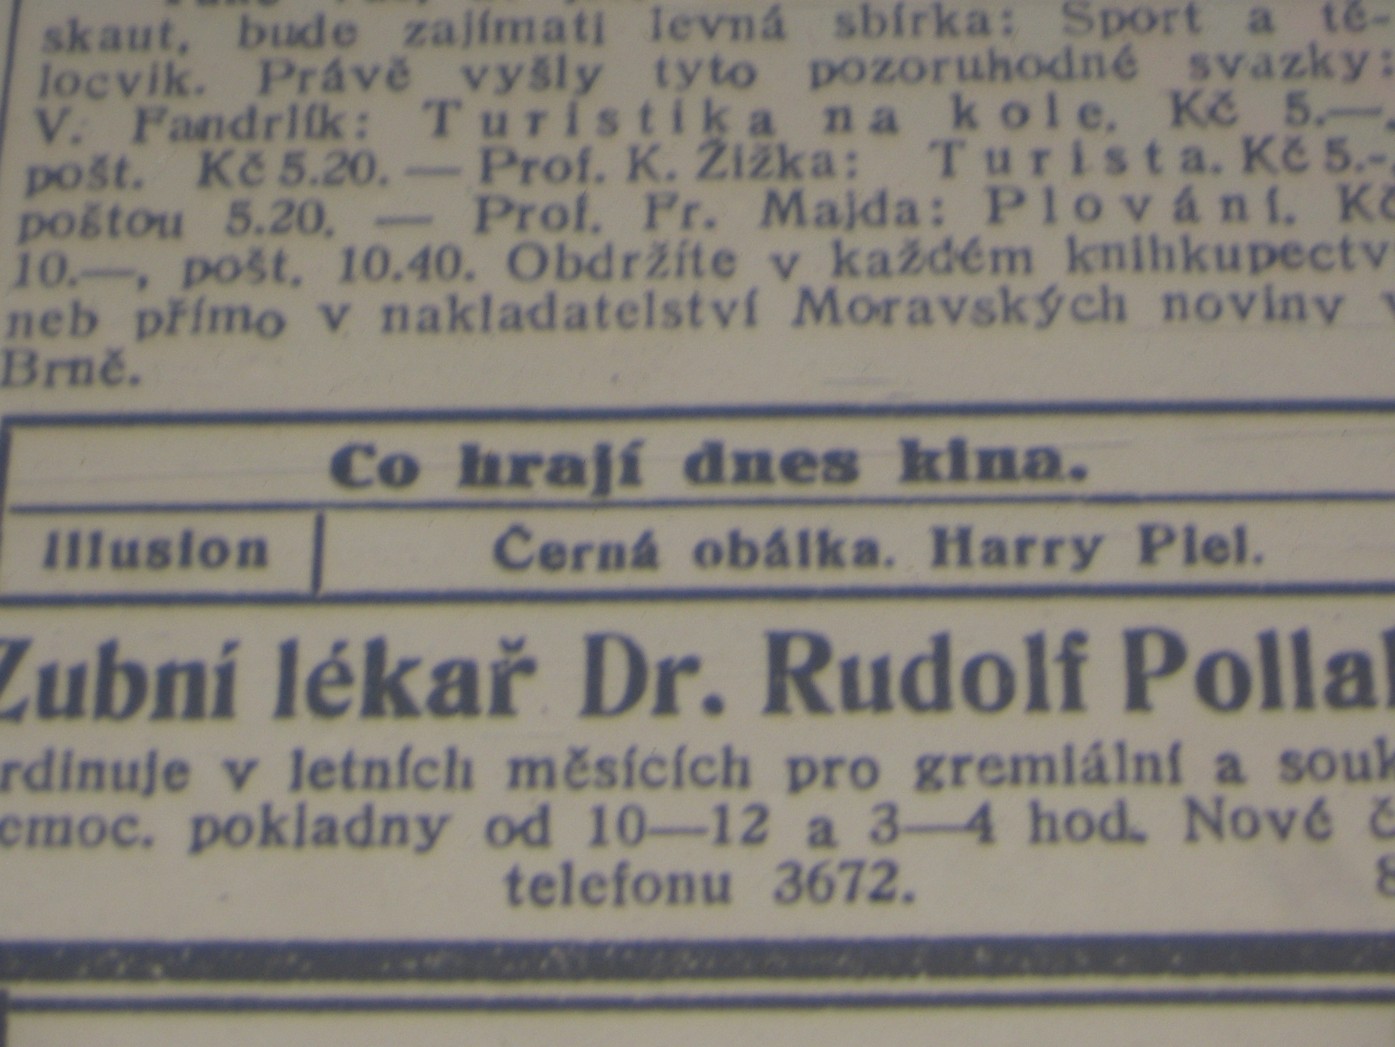 skaut, bude zajímati levná sbírka: Sport a tě-
locvik. Právě vyšly tyto pozoruhodné svazky:
V. Fandrlík: Turistika na kole. Kč 5.—,
pošt. Kč 5.20. — Prof. K. Žižka: Turista. Kč 5.-,
poštou 5.20. — Prof. Fr. Majda: Plování. Kč
10.—, pošt. 10.40. Obdržíte v každém knihkupectv
neb přímo v nakladatelství Moravských noviny v
Brně.
Co hrají dnes kina.
Illusion Černá obálka. Harry Piel.
Zubní lékař Dr. Rudolf Pollak
rdinuje v letních měsících pro gremiální a souk
emoc. pokladny od 10—12 a 3—4 hod. Nové č
telefonu 3672. 8